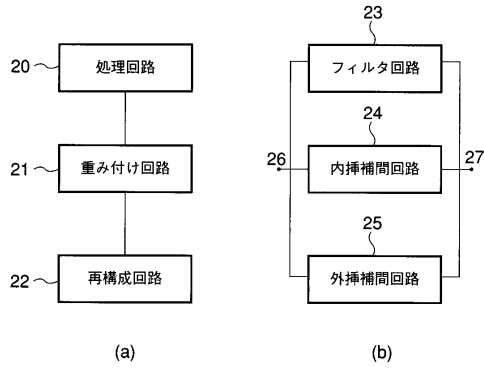 20
処理回路
21
重み付け回路
22
再構成回路
(a)
23
フィルタ回路
24
26
内挿補間回路
27
25
外挿補間回路
(b)